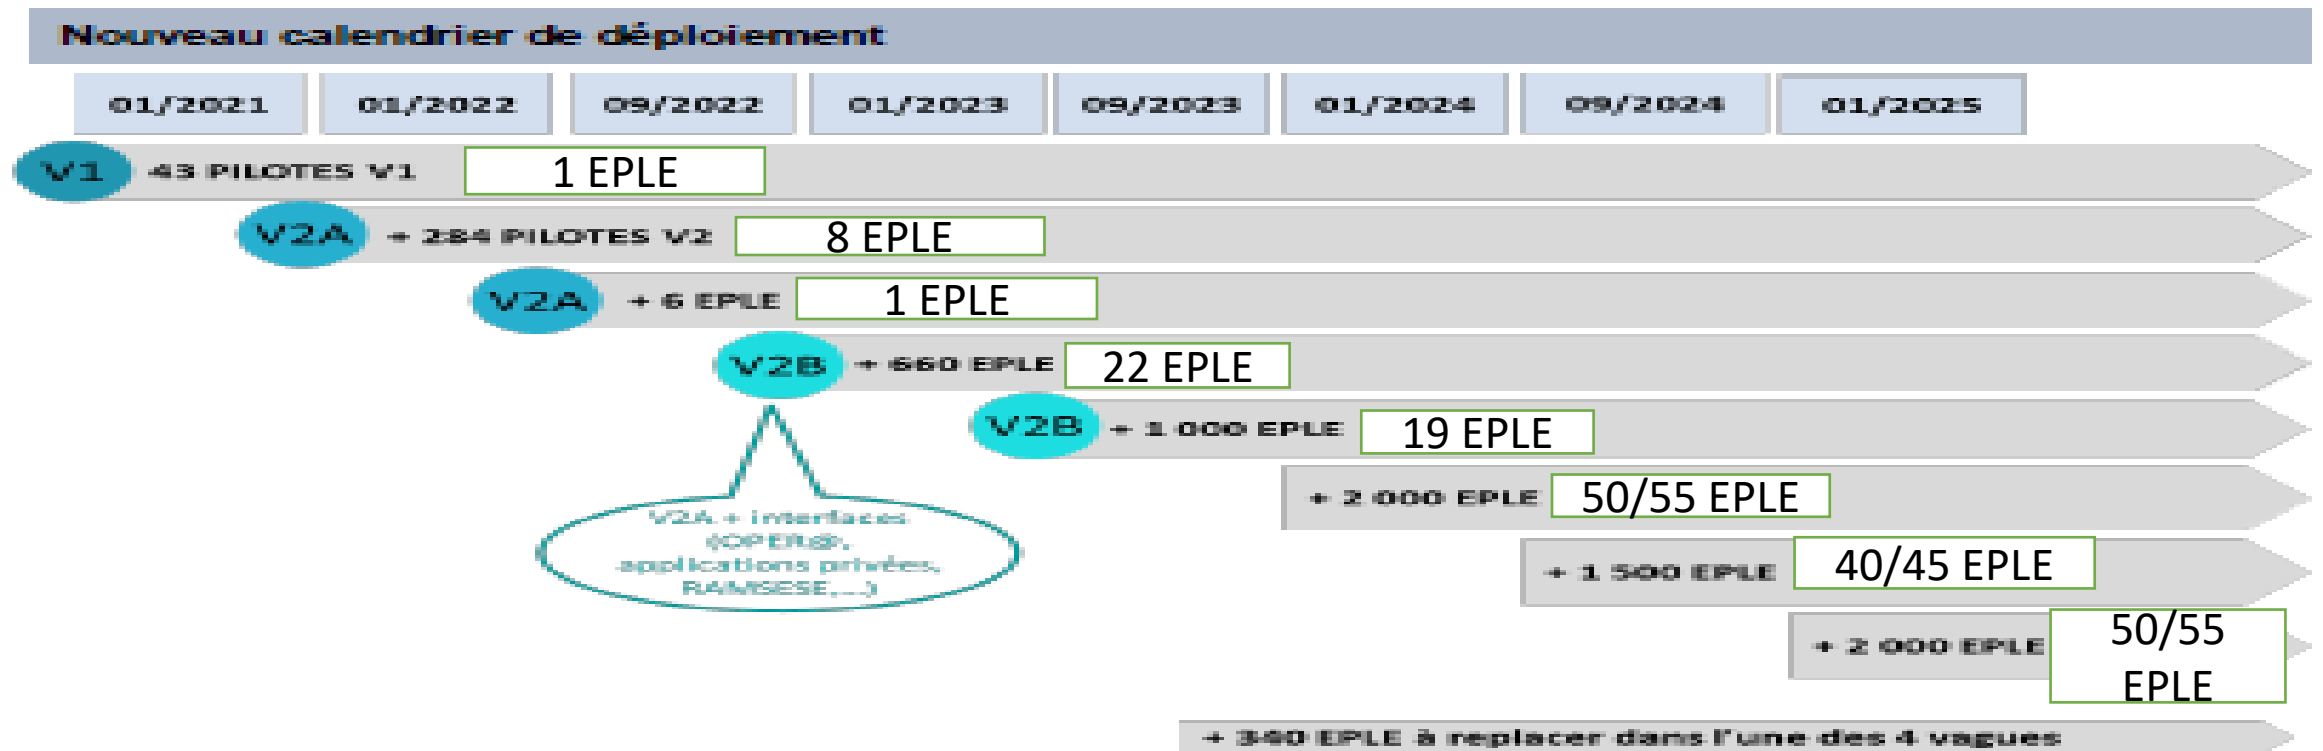 Nouveau calendrier de déploiement
01/2021 01/2022 09/2022 01/2023 09/2023 01/2024 09/2024 01/2025
V1 43 PILOTES V1 1 EPLE
V2A + 284 PILOTES V2 8 EPLE
V2A + 6 EPLE 1 EPLE
V2B + 660 EPLE 22 EPLE
V2B + 1 000 EPLE 19 EPLE
+ 2 000 EPLE 50/55 EPLE
V2A + interfaces
(OPER@,
applications privées,
RAMSESE,...)
+ 1 500 EPLE 40/45 EPLE
+ 2 000 EPLE 50/55
EPLE
+ 340 EPLE à replacer dans l'une des 4 vagues